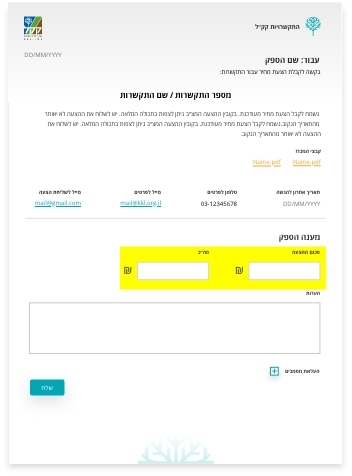 התקשרויות קק"ל
DD/MM/YYYY
עבור: שם הספק
בקשה לקבלת הצעת מחיר עבור התקשרות:
מספר התקשרות / שם התקשרות
נשמח לקבל הצעת מחיר מעודכנת. בקובץ ההצעה המצ"ב ניתן לצפות בתכולה המלאה. יש לשלוח את ההצעה לא יאוחר
מהתאריך הנקוב.נשמח לקבל הצעת מחיר מעודכנת. בקובץ ההצעה המצ"ב ניתן לצפות בתכולה המלאה. יש לשלוח את
ההצעה לא יאוחר מהתאריך הנקוב.
קבצי המכרז
Name.pdf Name.pdf
תאריך אחרון להגשה טלפון לפרטים מייל לפרטים מייל לשליחת הצעה
DD/MM/YYYY 03-12345678 mail@kkl.org.il mail@gmail.com
מענה הספק
סכום ההצעה מה"כ
₪ ₪
הערות
העלאת מסמכים
שלח